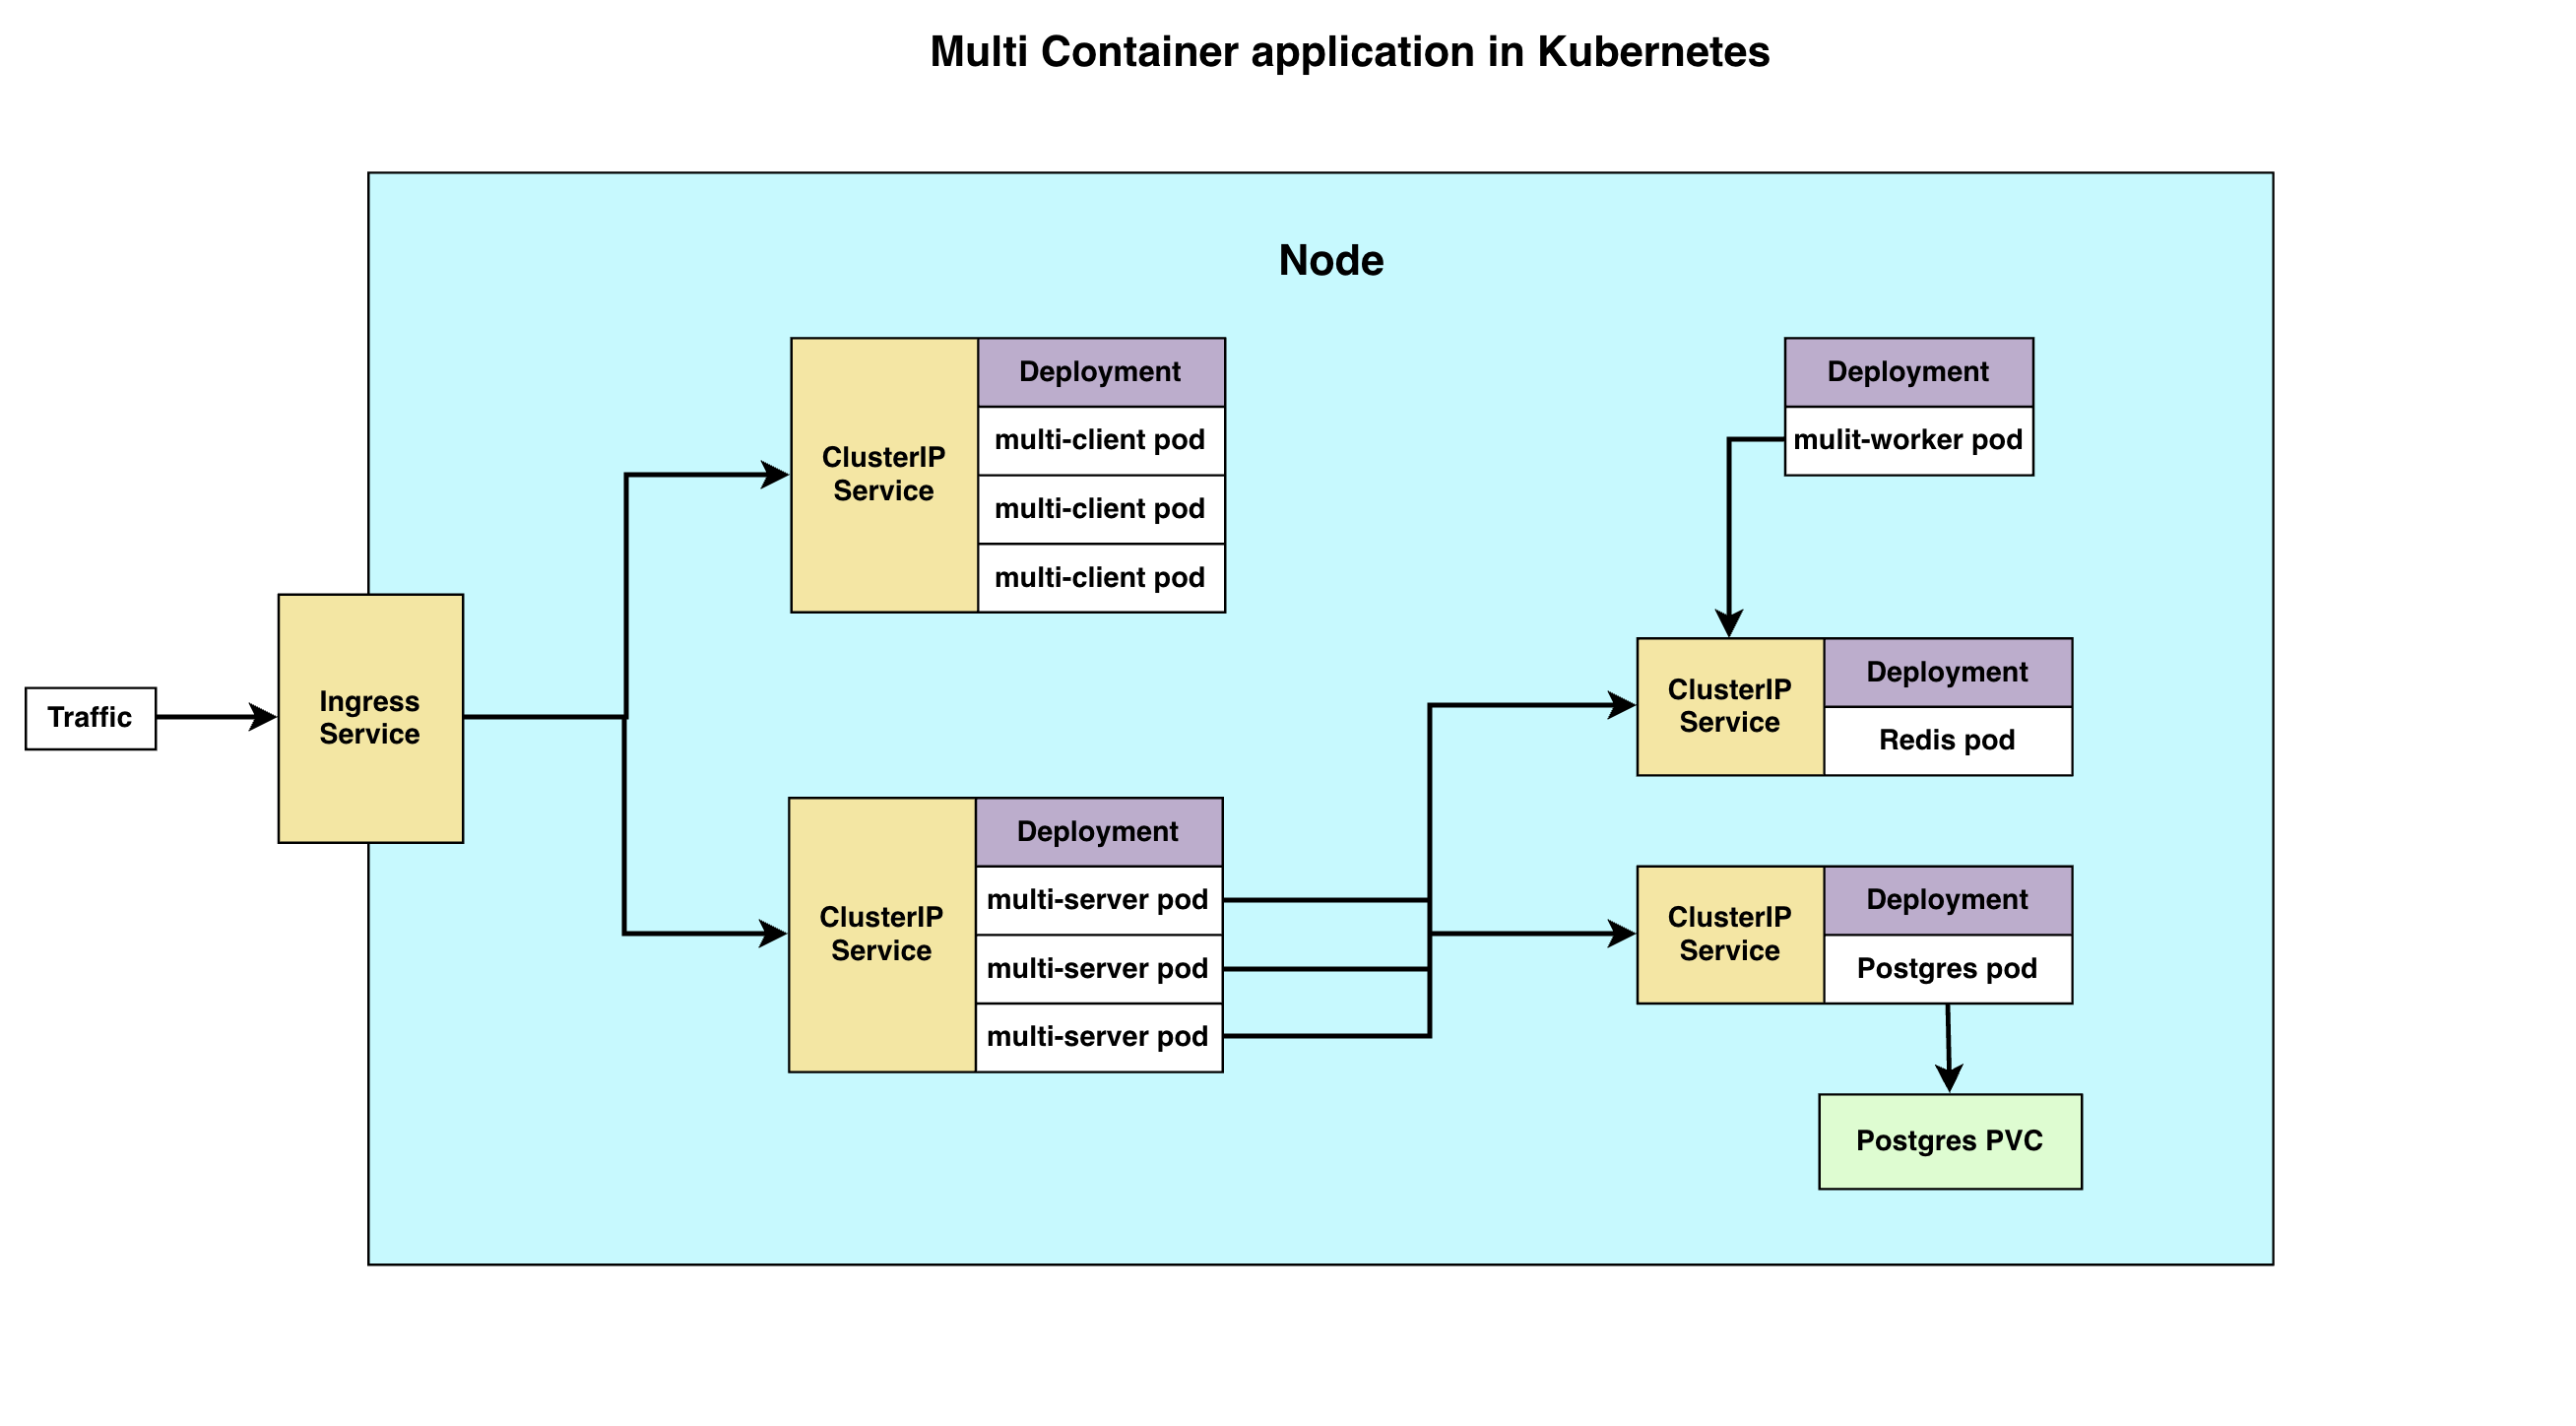 Multi Container application in Kubernetes
Node
Traffic
Ingress
Service
ClusterIP
Service
Deployment
multi-client pod
multi-client pod
multi-client pod
ClusterIP
Service
Deployment
multi-server pod
multi-server pod
multi-server pod
Deployment
mulit-worker pod
ClusterIP
Service
Deployment
Redis pod
ClusterIP
Service
Deployment
Postgres pod
Postgres PVC